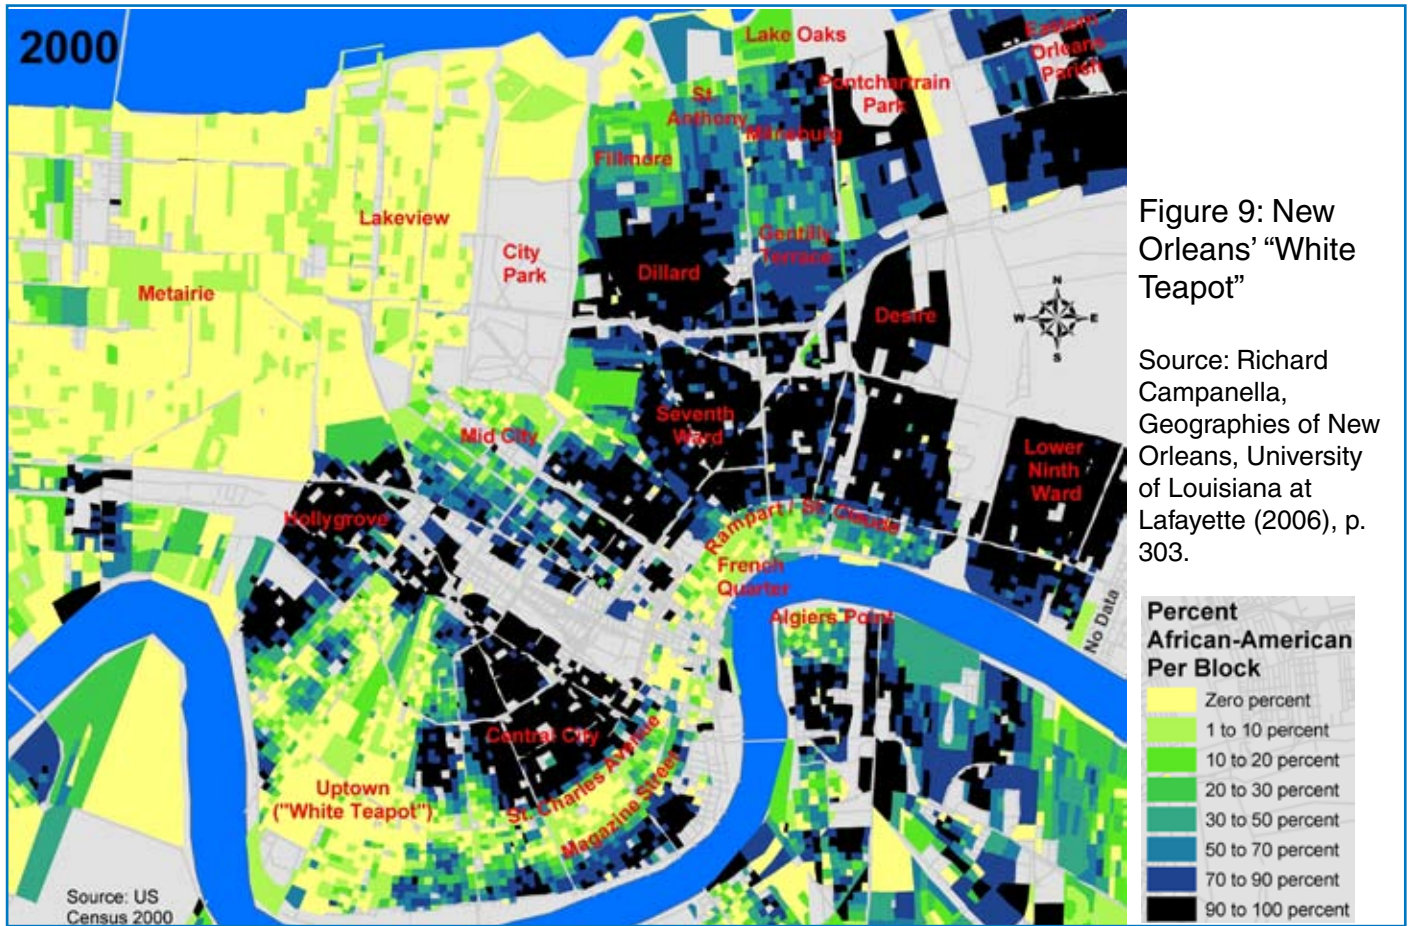 2000
Lake Oaks
Eastern
Orleans
Parish
Pontchartrain
Park
St.
Anthony
Milneburg
Fillmore
Lakeview
City
Park
Gentilly
Terrace
Dillard
Metairie
Desire
N
W E
S
Seventh
Ward
Mid City
Lower
Ninth
Ward
Hollygrove
Rampart / St. Claude
French
Quarter
Algiers Point
No Data
Central City
St. Charles Avenue
Magazine Street
Uptown
("White Teapot")
Source: US
Census 2000
Figure 9: New
Orleans’ “White
Teapot”
Source: Richard
Campanella,
Geographies of New
Orleans, University
of Louisiana at
Lafayette (2006), p.
303.
Percent
African-American
Per Block
Zero percent
1 to 10 percent
10 to 20 percent
20 to 30 percent
30 to 50 percent
50 to 70 percent
70 to 90 percent
90 to 100 percent